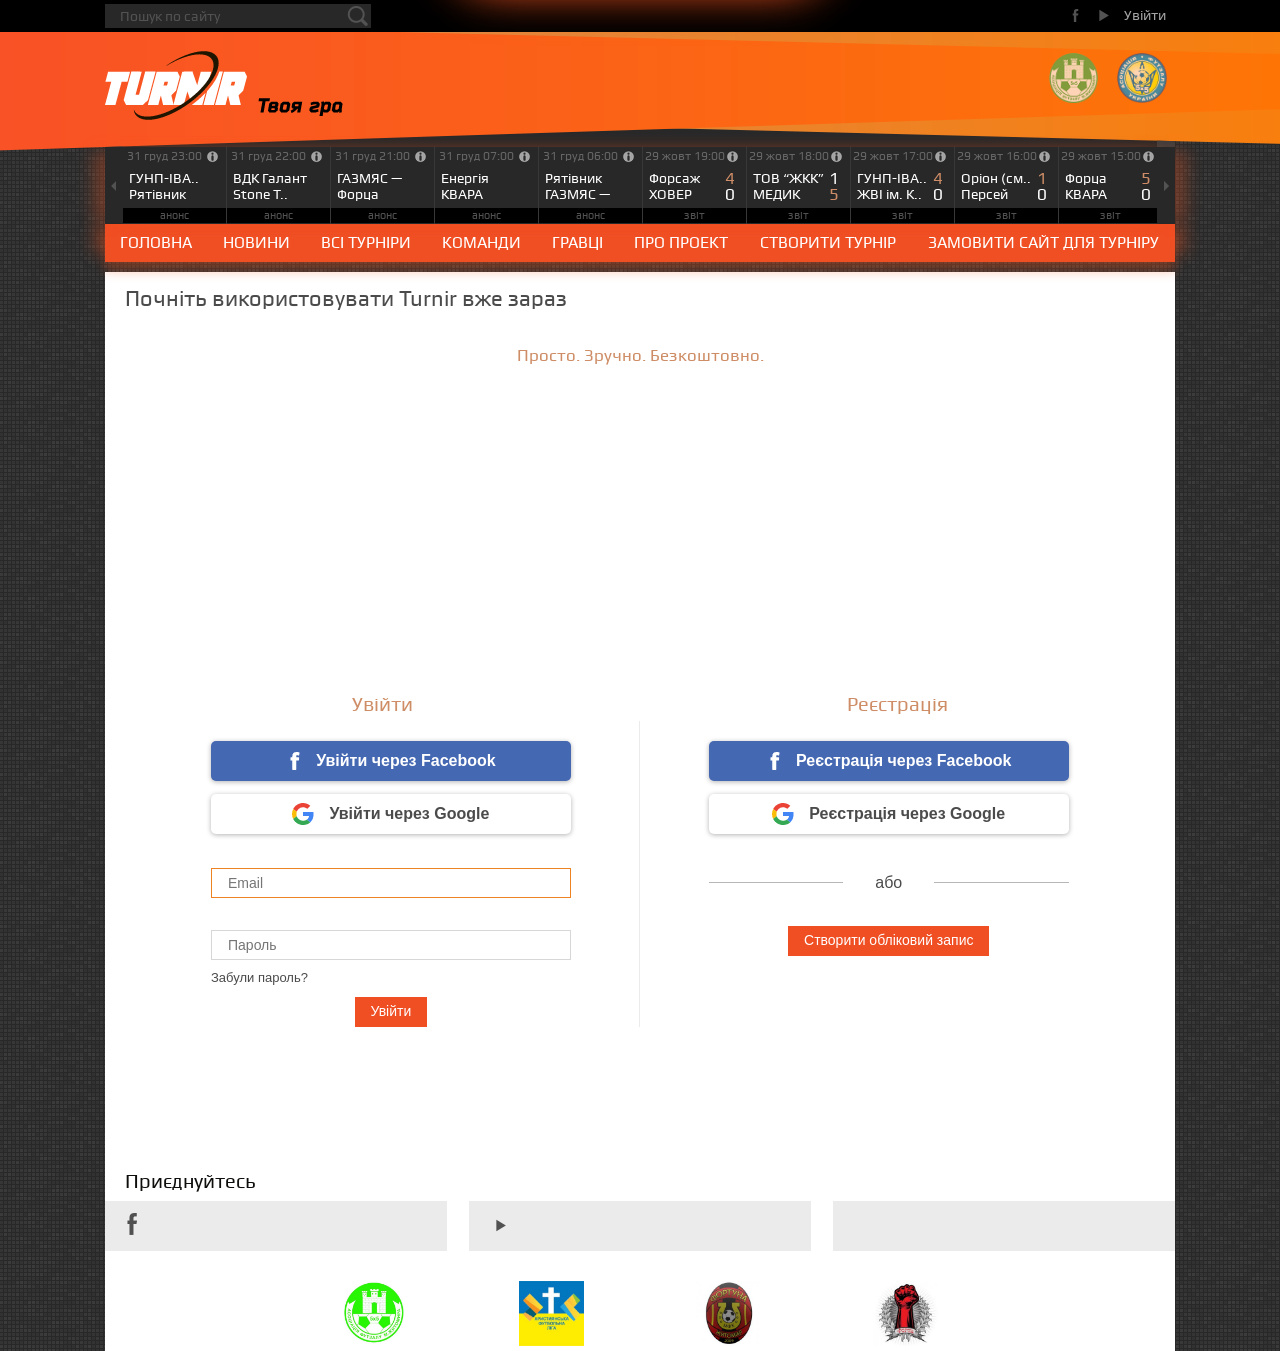 Пошук по сайту
Увійти
TURNIR Твоя гра
31 груд 23:00
31 груд 22:00
31 груд 21:00
31 груд 07:00
31 груд 06:00
29 жовт 19:00
29 жовт 18:00
29 жовт 17:00
29 жовт 16:00
29 жовт 15:00
ГУНП-ІВА..
Рятівник
ВДК Галант
Stone T..
ГАЗМЯС —
Форца
Енергія
КВАРА
Рятівник
ГАЗМЯС —
Форсаж 4
ХОВЕР 0
ТОВ “ЖКК” 1
МЕДИК 5
ГУНП-ІВА.. 4
ЖВІ ім. К.. 0
Оріон (см.. 1
Персей 0
Форца 5
КВАРА 0
анонс
анонс
анонс
анонс
анонс
звіт
звіт
звіт
звіт
звіт
ГОЛОВНА НОВИНИ ВСІ ТУРНІРИ КОМАНДИ ГРАВЦІ ПРО ПРОЕКТ СТВОРИТИ ТУРНІР ЗАМОВИТИ САЙТ ДЛЯ ТУРНІРУ
Почніть використовувати Turnir вже зараз
Просто. Зручно. Безкоштовно.
Увійти
Увійти через Facebook
Увійти через Google
Email
Пароль
Забули пароль?
Увійти
Реєстрація
Реєстрація через Facebook
Реєстрація через Google
або
Створити обліковий запис
Приєднуйтесь
ХРИСТИЯНСЬКА
ФУТБОЛЬНА
ЛІГА
ФОРТУНА